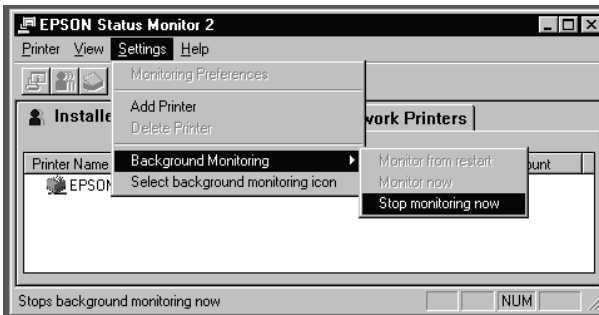 EPSON Status Monitor 2
Printer View Settings Help
Monitoring Preferences
Add Printer
Delete Printer
Background Monitoring
Select background monitoring icon
Monitor from restart
Monitor now
Stop monitoring now
Installe work Printers
Printer Name unt
EPSON
Stops background monitoring now NUM